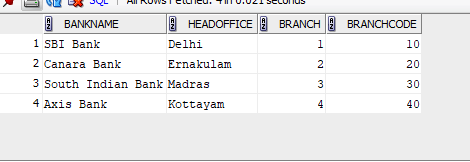 SQL | All Rows Fetched: 4 in 0.021 seconds
BANKNAME HEADOFFICE BRANCH BRANCHCODE
1 SBI Bank Delhi 1 10
2 Canara Bank Ernakulam 2 20
3 South Indian Bank Madras 3 30
4 Axis Bank Kottayam 4 40